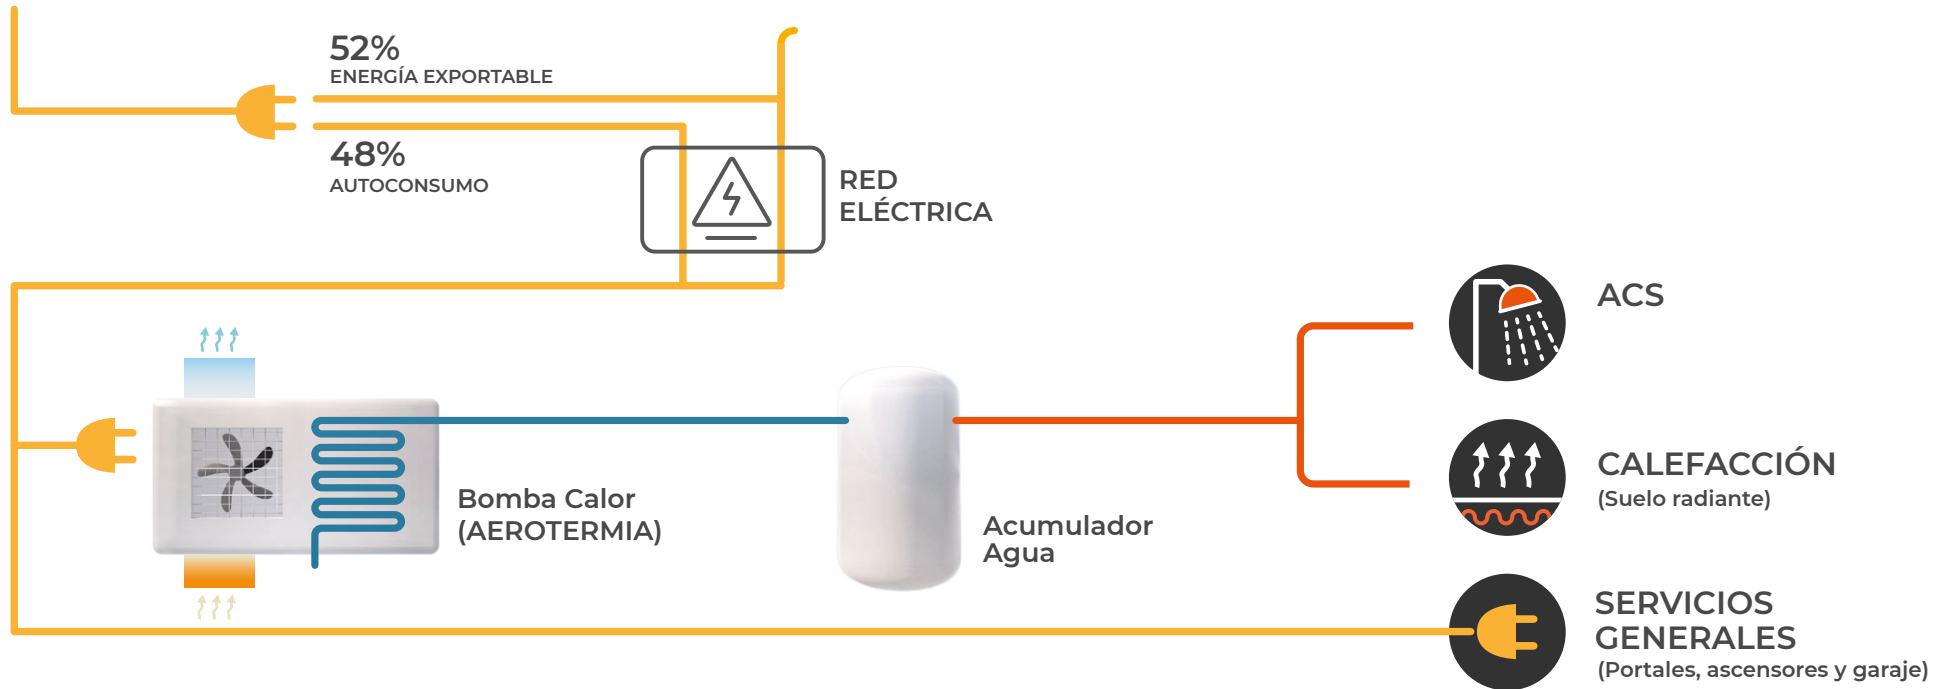 52%
ENERGÍA EXPORTABLE
48%
AUTOCONSUMO
RED
ELÉCTRICA
ACS
CALEFACCIÓN
(Suelo radiante)
Bomba Calor
(AEROTERMIA)
Acumulador
Agua
SERVICIOS
GENERALES
(Portales, ascensores y garaje)